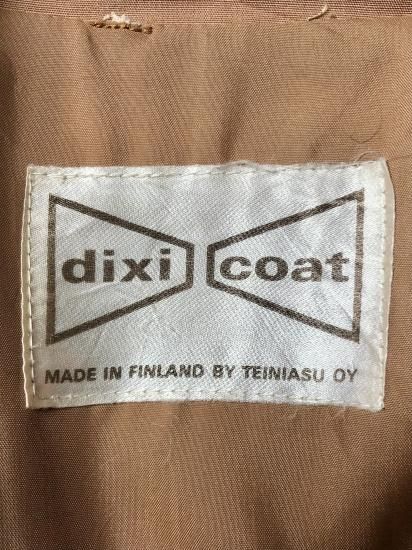 dixi coat
MADE IN FINLAND BY TEINIASU OY